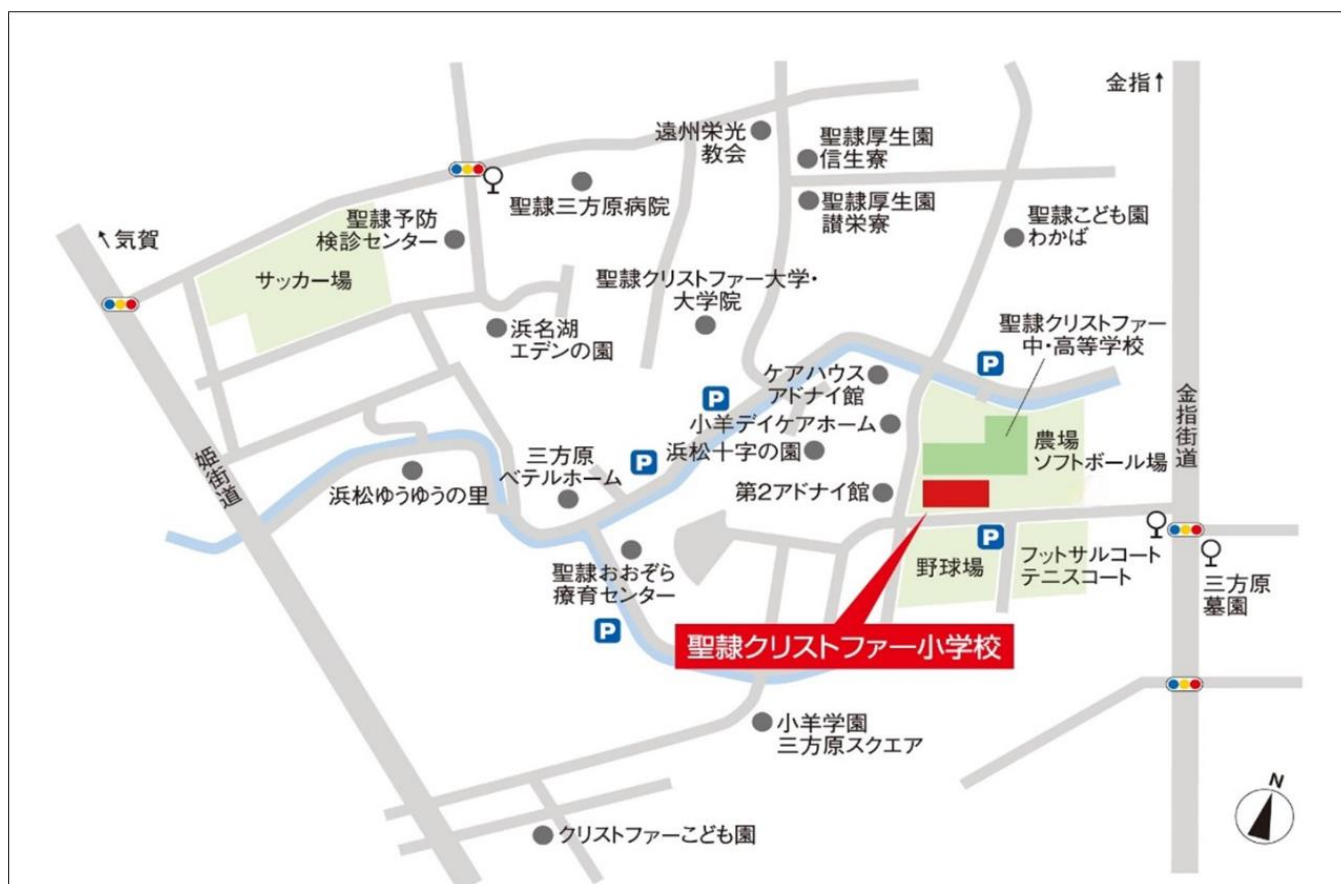 金指↑
遠州栄光
教会
聖隷厚生園
信生寮
聖隷三方原病院
聖隷厚生園
讃栄寮
聖隷こども園
わかば
聖隷予防
検診センター
↖気賀
サッカー場
聖隷クリストファー大学・
大学院
浜名湖
エデンの園
聖隷クリストファー
中・高等学校
P
ケアハウス
アドナイ館
P
小羊デイケアホーム
金指街道
農場
ソフトボール場
姫街道
三方原
ベテルホーム
P
浜松十字の園
浜松ゆうゆうの里
第2アドナイ館
P
野球場
フットサルコート
テニスコート
聖隷おおぞら
療育センター
三方原
墓園
P
聖隷クリストファー小学校
小羊学園
三方原スクエア
N
クリストファーこども園